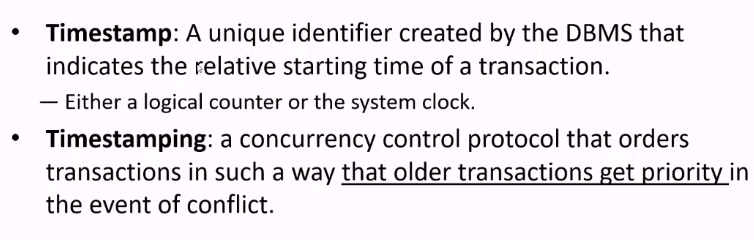 • Timestamp: A unique identifier created by the DBMS that
indicates the relative starting time of a transaction.
— Either a logical counter or the system clock.
• Timestamping: a concurrency control protocol that orders
transactions in such a way that older transactions get priority in
the event of conflict.